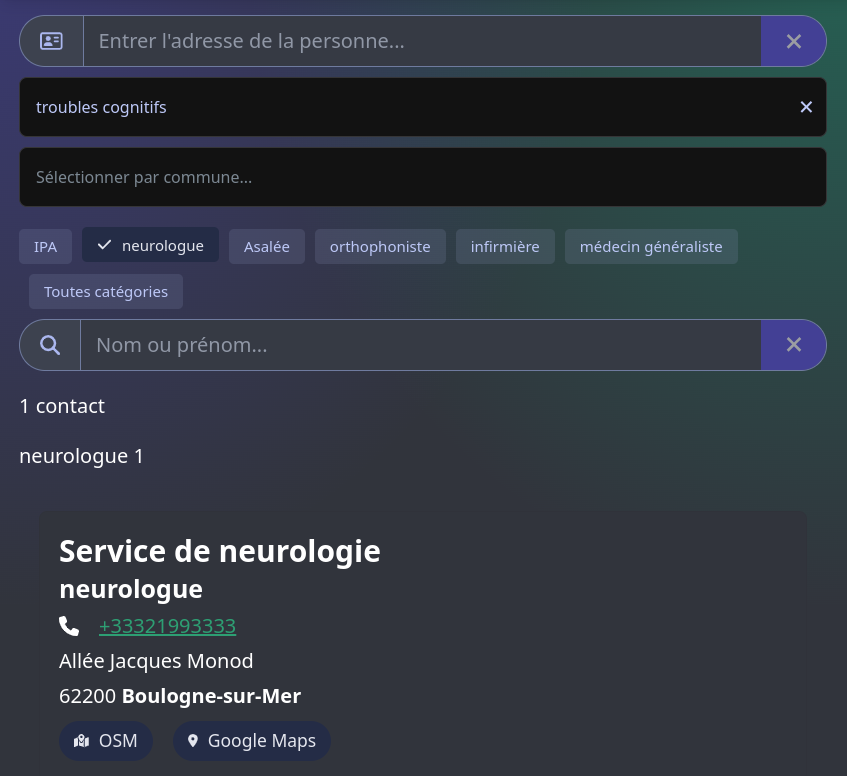 Entrer l'adresse de la personne...
troubles cognitifs
Sélectionner par commune...
IPA neurologue Asalée orthophoniste infirmière médecin généraliste
Toutes catégories
Nom ou prénom...
1 contact
neurologue 1
Service de neurologie
neurologue
+33321993333
Allée Jacques Monod
62200 Boulogne-sur-Mer
OSM Google Maps